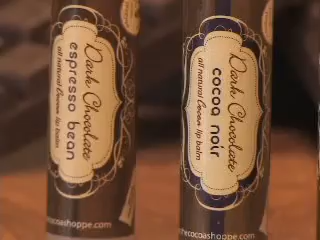 Dark Chocolate
espresso bean
all natural Cocoa lip balm
thecocoashoppe.com
Dark Chocolate
cocoa noir
all natural Cocoa lip balm
thecocoashoppe.com